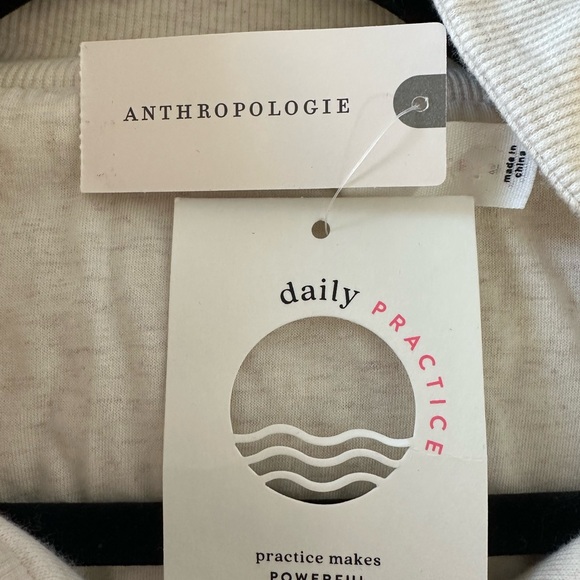 ANTHROPOLOGIE
made in
china
daily PRACTICE
practice makes
POWERFUL